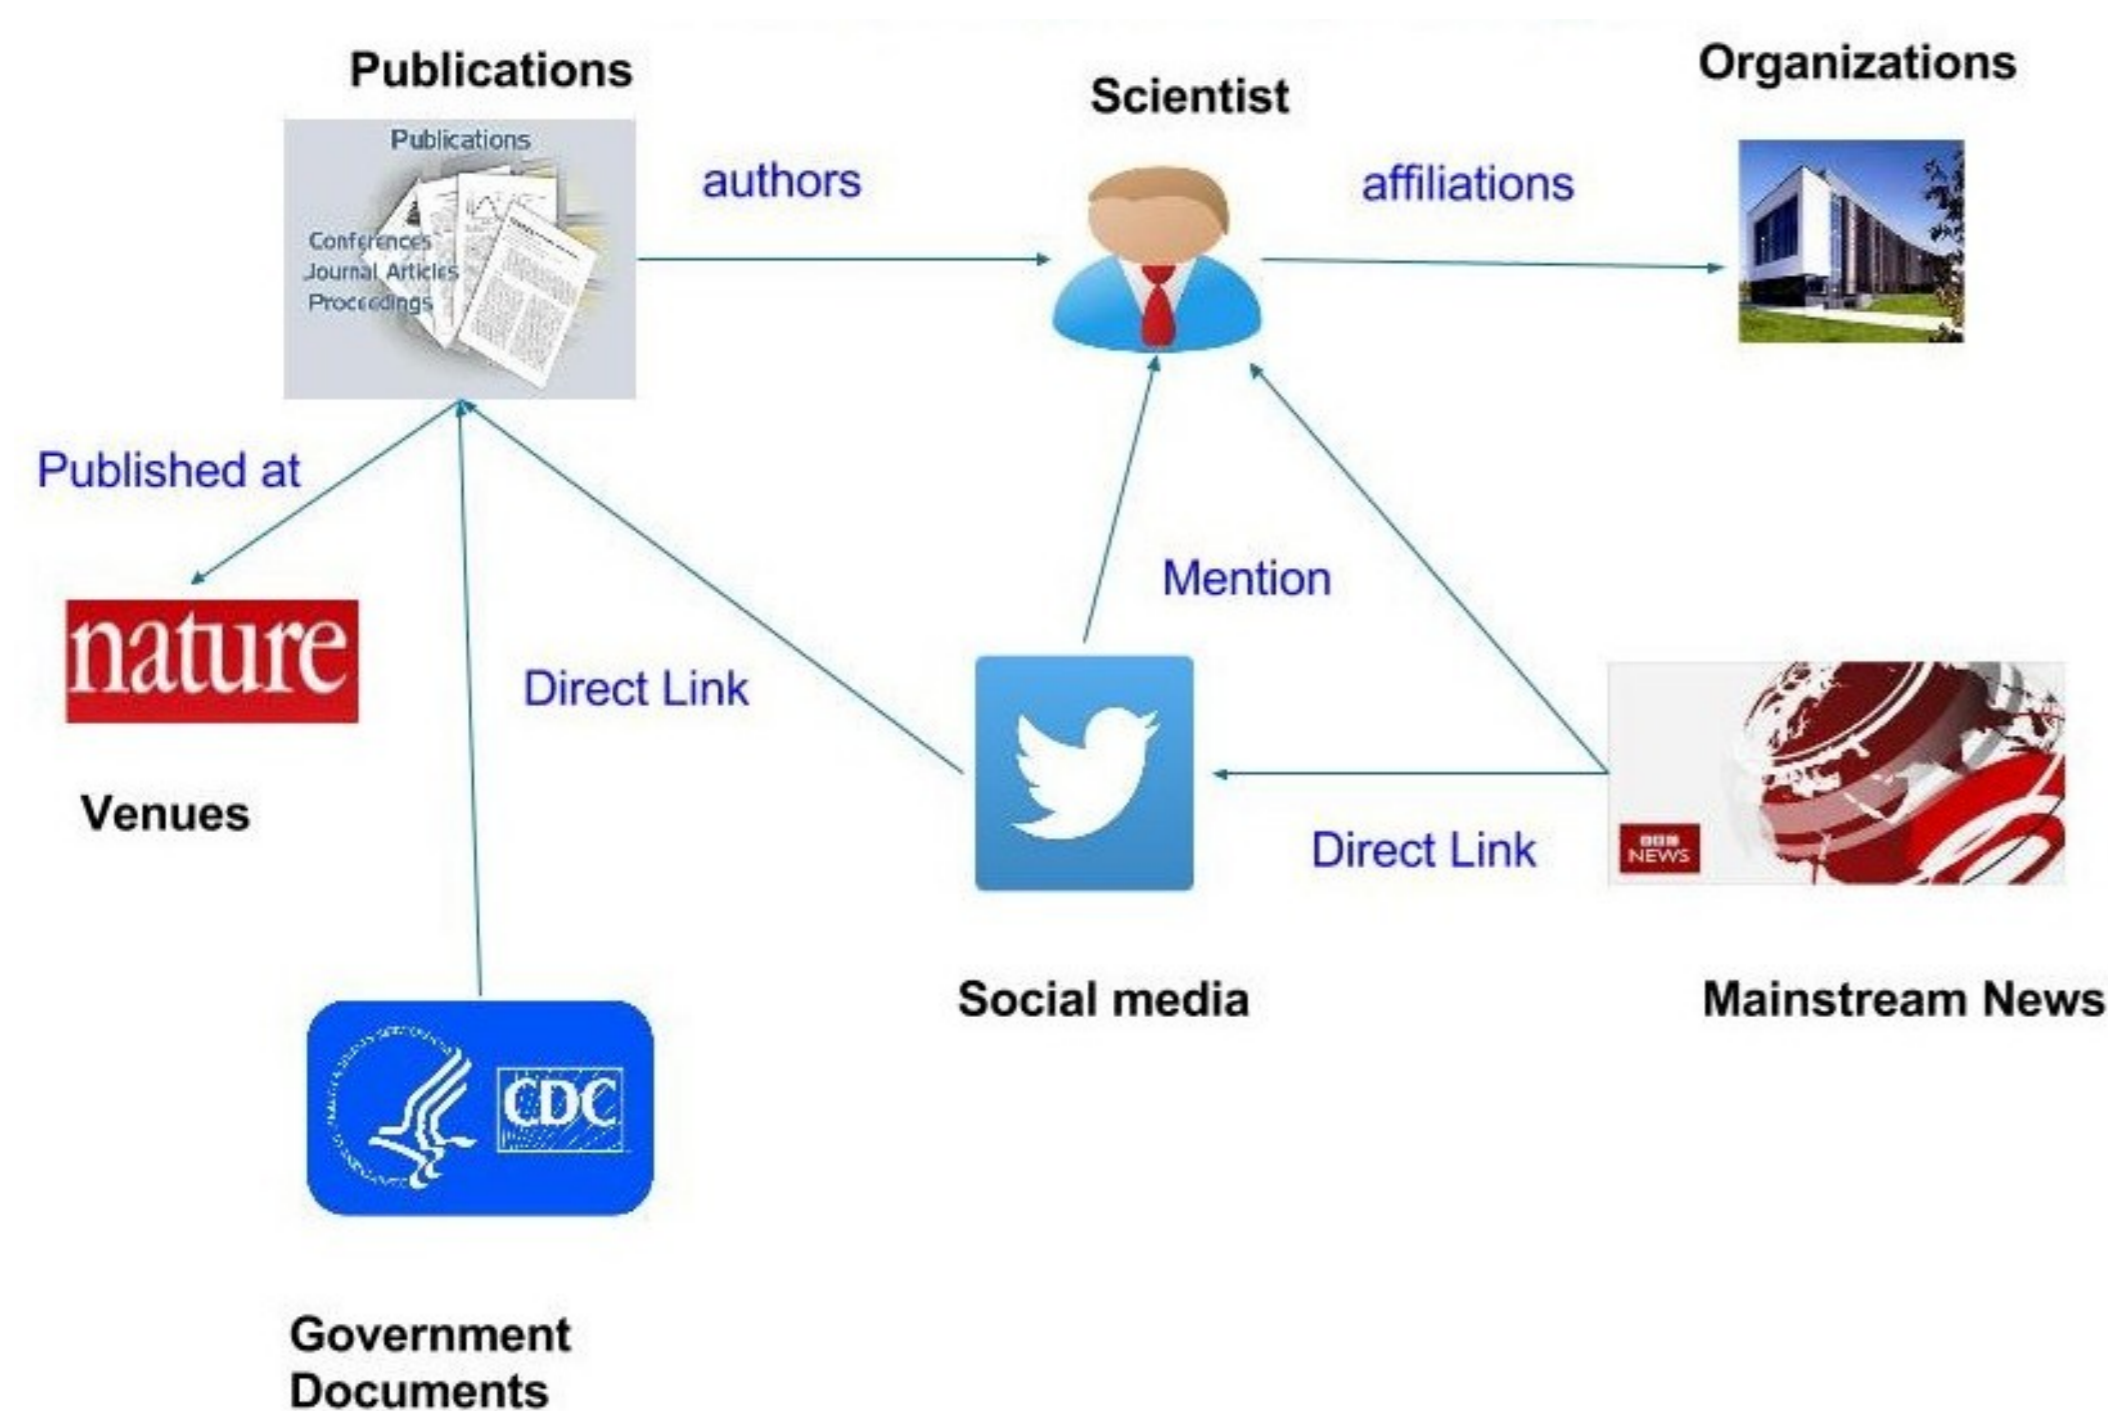 Publications
Scientist
Organizations
Publications
Conferences
Journal Articles
Proceedings
authors
affiliations
Published at
nature
Venues
Direct Link
Mention
Direct Link
BBC
NEWS
Social media
Mainstream News
CDC
Government
Documents